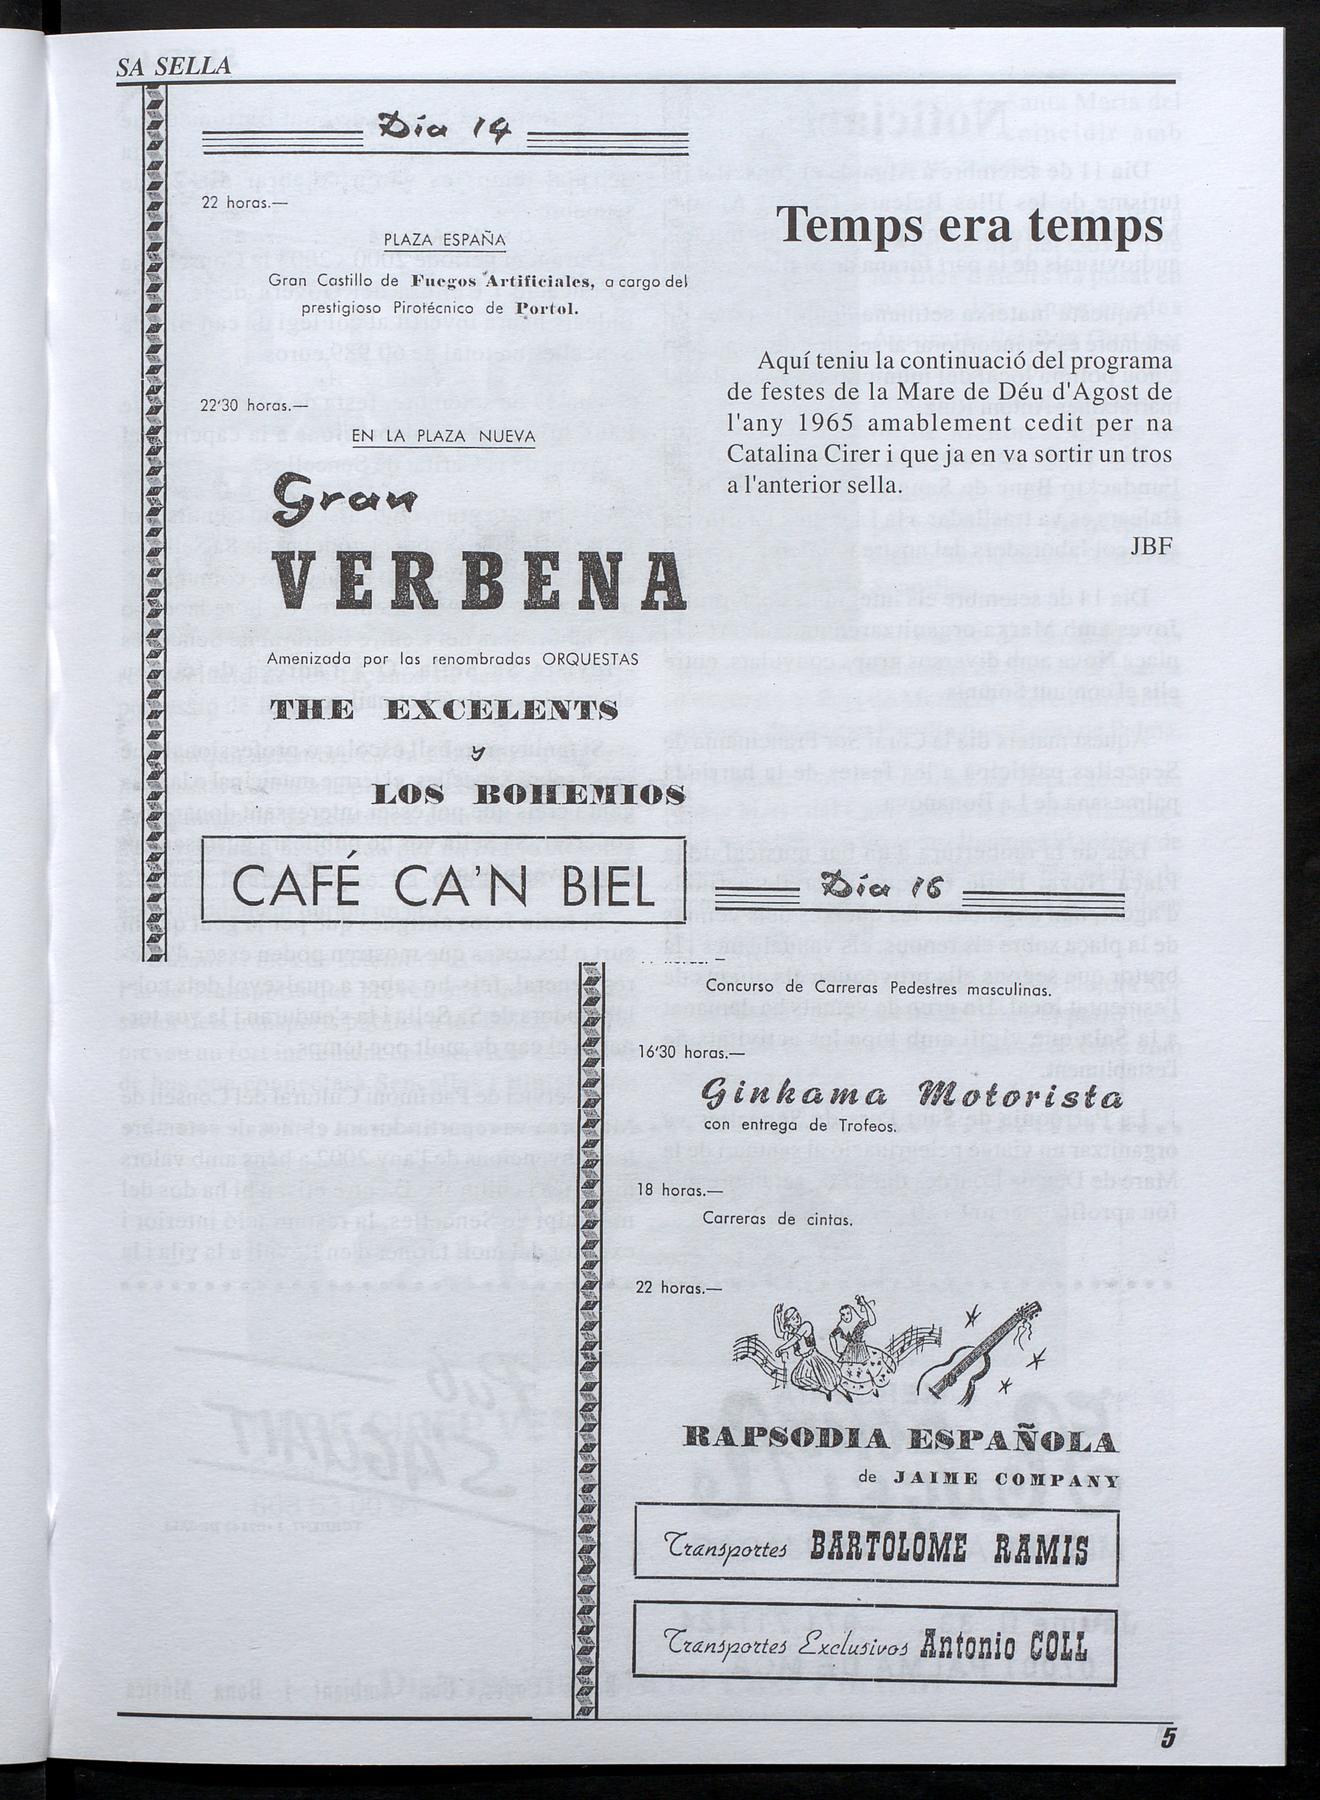 SA SELLA
Día 14
22 horas.—
PLAZA ESPAÑA
Gran Castillo de Fuegos Artificiales, a cargo del
prestigioso Pirotécnico de Portol.
22'30 horas.—
EN LA PLAZA NUEVA
Gran
VERBENA
Amenizada por las renombradas ORQUESTAS
THE EXCELENTS
y
LOS BOHEMIOS
CAFÉ CA'N BIEL
Temps era temps
Aquí teniu la continuació del programa
de festes de la Mare de Déu d'Agost de
l'any 1965 amablement cedit per na
Catalina Cirer i que ja en va sortir un tros
a l'anterior sella.
JBF
Día 16
Concurso de Carreras Pedestres masculinas.
16'30 horas.—
Ginkama Motorista
con entrega de Trofeos.
18 horas.—
Carreras de cintas.
22 horas.—
RAPSODIA ESPAÑOLA
de JAIME COMPANY
Transportes BARTOLOME RAMIS
Transportes Exclusivos Antonio COLL
5